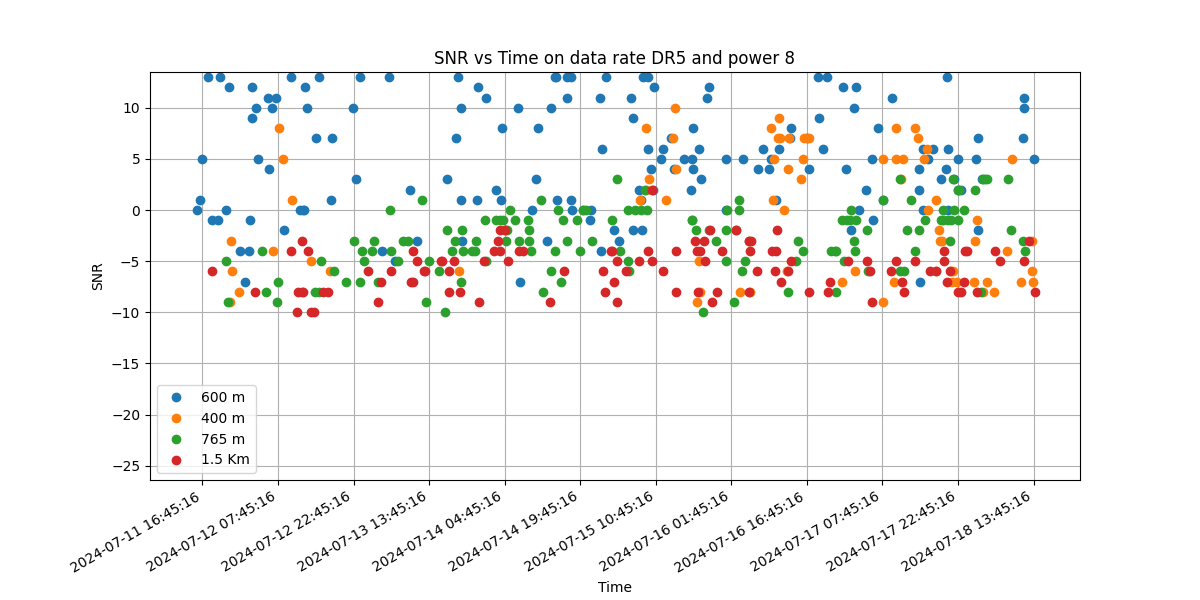 SNR vs Time on data rate DR5 and power 8
10
5
0
−5
−10
−15
−20
−25
SNR
600 m
400 m
765 m
1.5 Km
2024-07-11 16:45:16
2024-07-12 07:45:16
2024-07-12 22:45:16
2024-07-13 13:45:16
2024-07-14 04:45:16
2024-07-14 19:45:16
2024-07-15 10:45:16
2024-07-16 01:45:16
2024-07-16 16:45:16
2024-07-17 07:45:16
2024-07-17 22:45:16
2024-07-18 13:45:16
Time